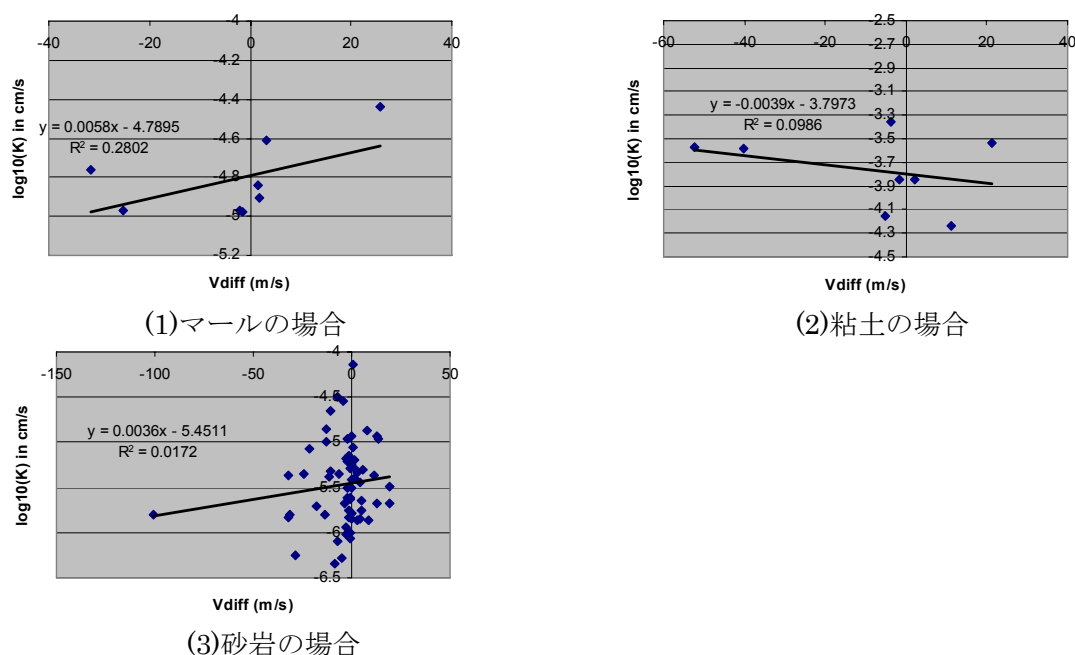 -4
-40
-20
0
20
40
-4.2
-4.4
-4.6
-4.8
-5
-5.2
y = 0.0058x - 4.7895
R² = 0.2802
log10(K) in cm/s
Vdiff (m/s)
(1)マールの場合
-2.5
-60
-40
-20
0
20
40
-2.7
-2.9
-3.1
-3.3
-3.5
-3.7
-3.9
-4.1
-4.3
-4.5
y = -0.0039x - 3.7973
R² = 0.0986
log10(K) in cm/s
Vdiff (m/s)
(2)粘土の場合
-4
-150
-100
-50
0
50
-4.5
-5
-5.5
-6
-6.5
y = 0.0036x - 5.4511
R² = 0.0172
log10(K) in cm/s
Vdiff (m/s)
(3)砂岩の場合